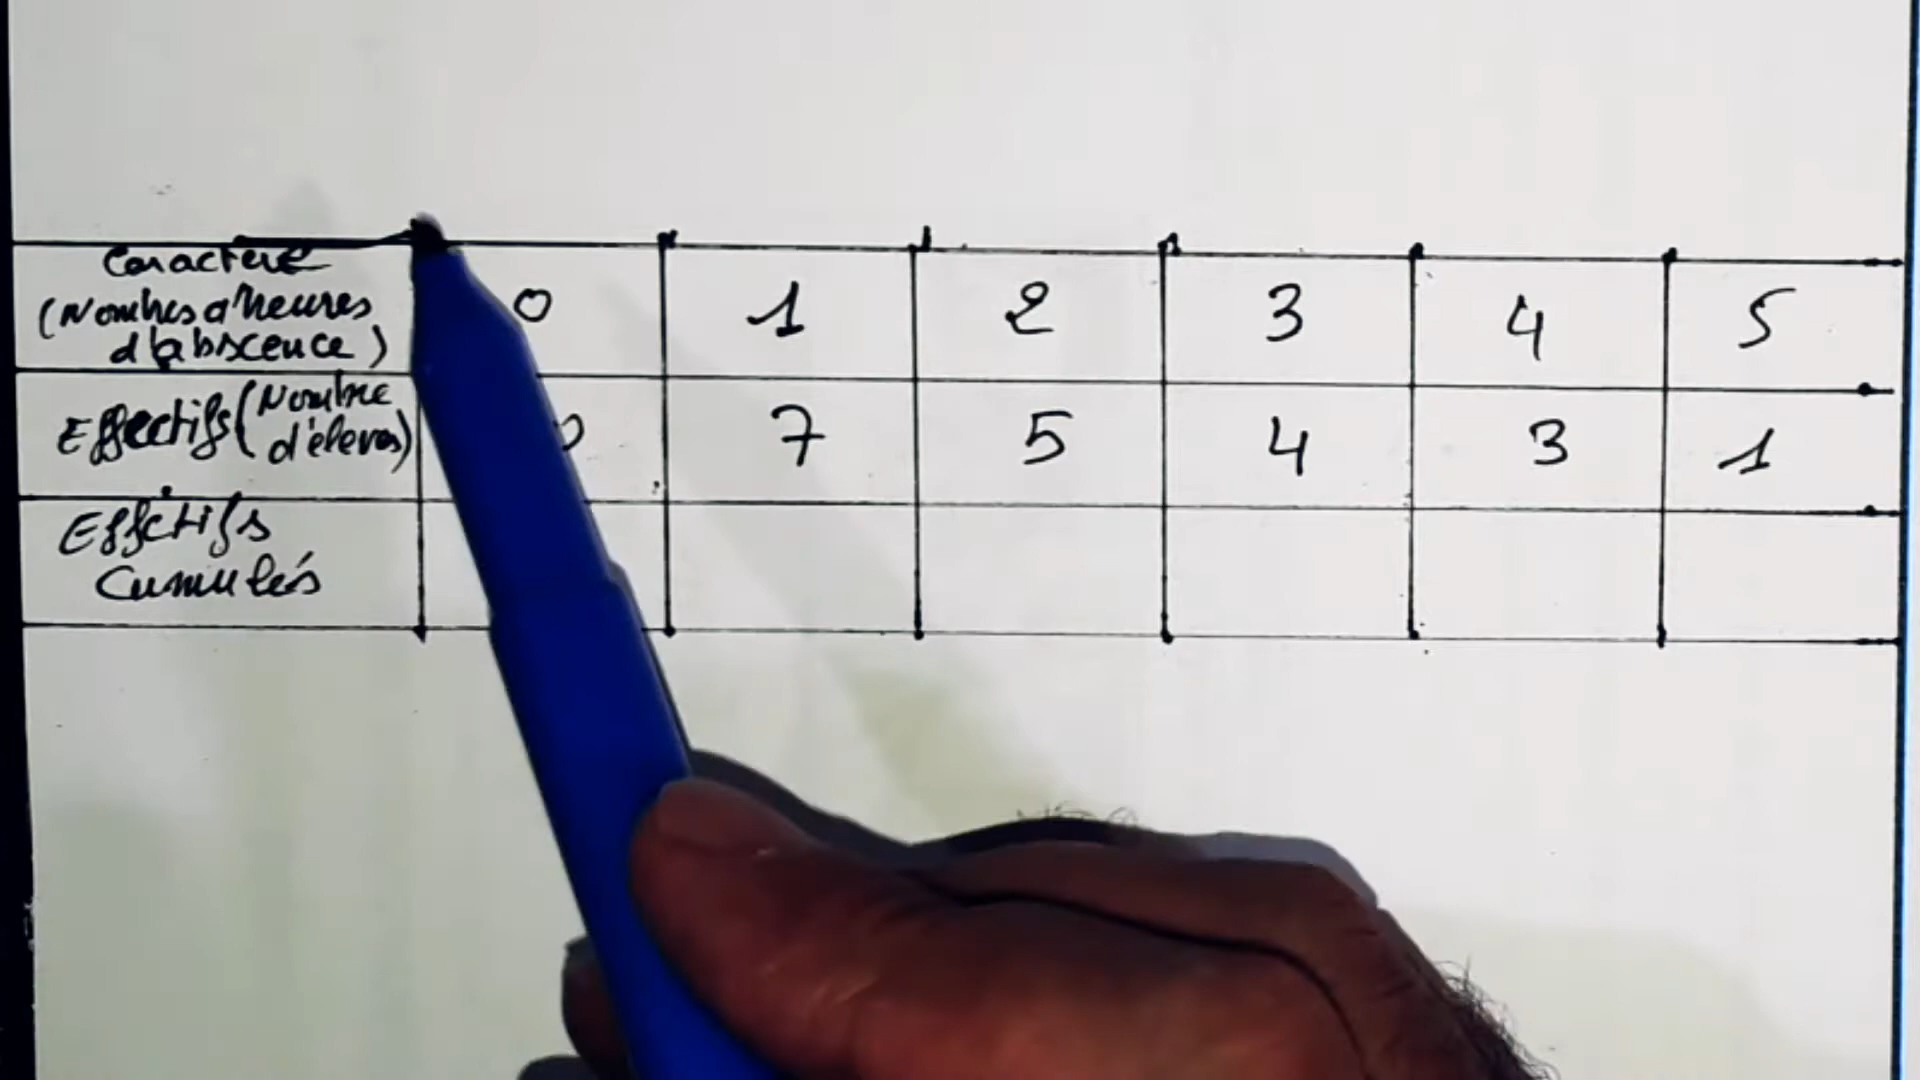 Caractère 0 1 2 3 4 5
(Nombres d'heures
d'abscence)
Effectifs (Nombre d'élèves) 7 5 4 3 1
Effectifs
Cumulés